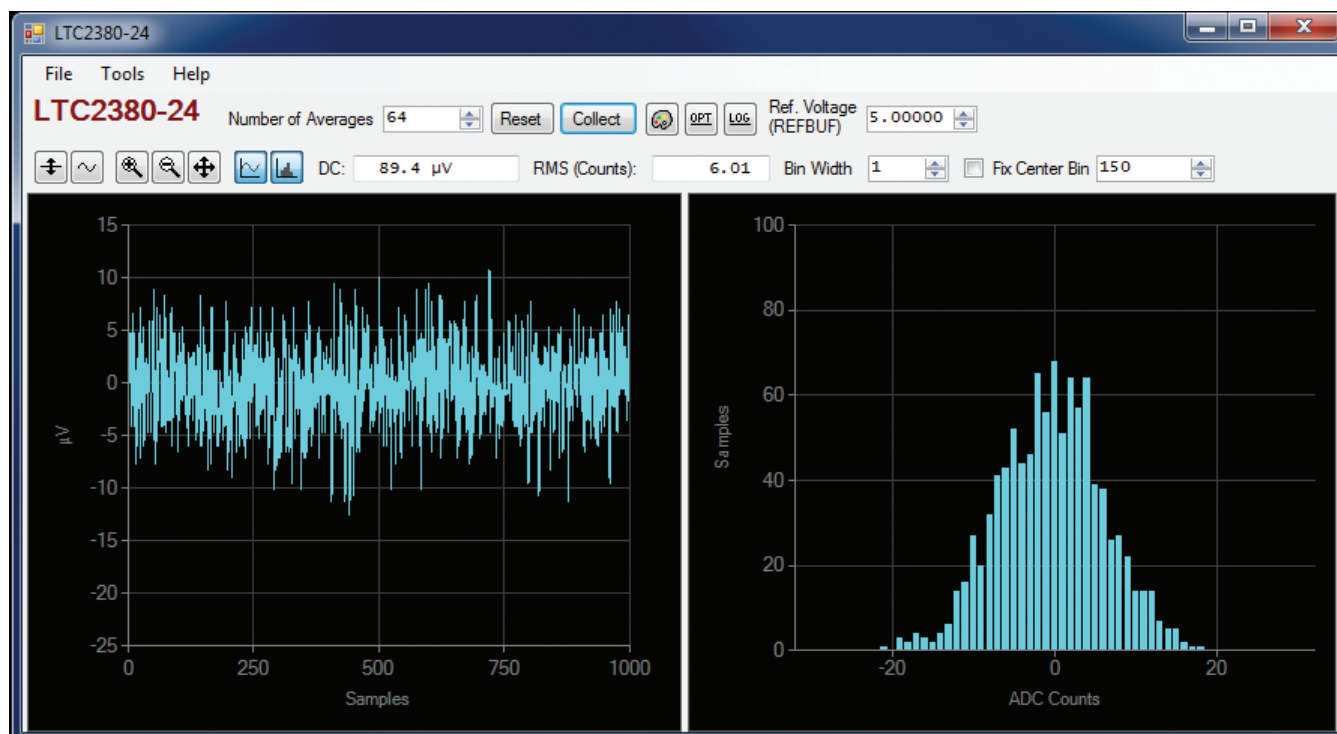 LTC2380-24
File Tools Help
LTC2380-24 Number of Averages 64 Reset Collect OPT LOG Ref. Voltage (REFBUF) 5.00000
DC: 89.4 µV RMS (Counts): 6.01 Bin Width 1 Fix Center Bin 150
15
10
5
0
-5
-10
-15
-20
-25
µV
0 250 500 750 1000
Samples
100
80
60
40
20
0
Samples
-20 0 20
ADC Counts